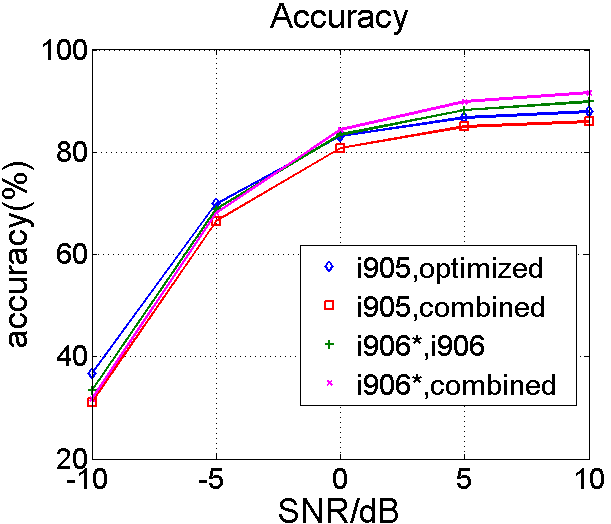 Accuracy
100
80
60
40
20
accuracy(%)
i905,optimized
i905,combined
i906*,i906
i906*,combined
-10 -5 0 5 10
SNR/dB